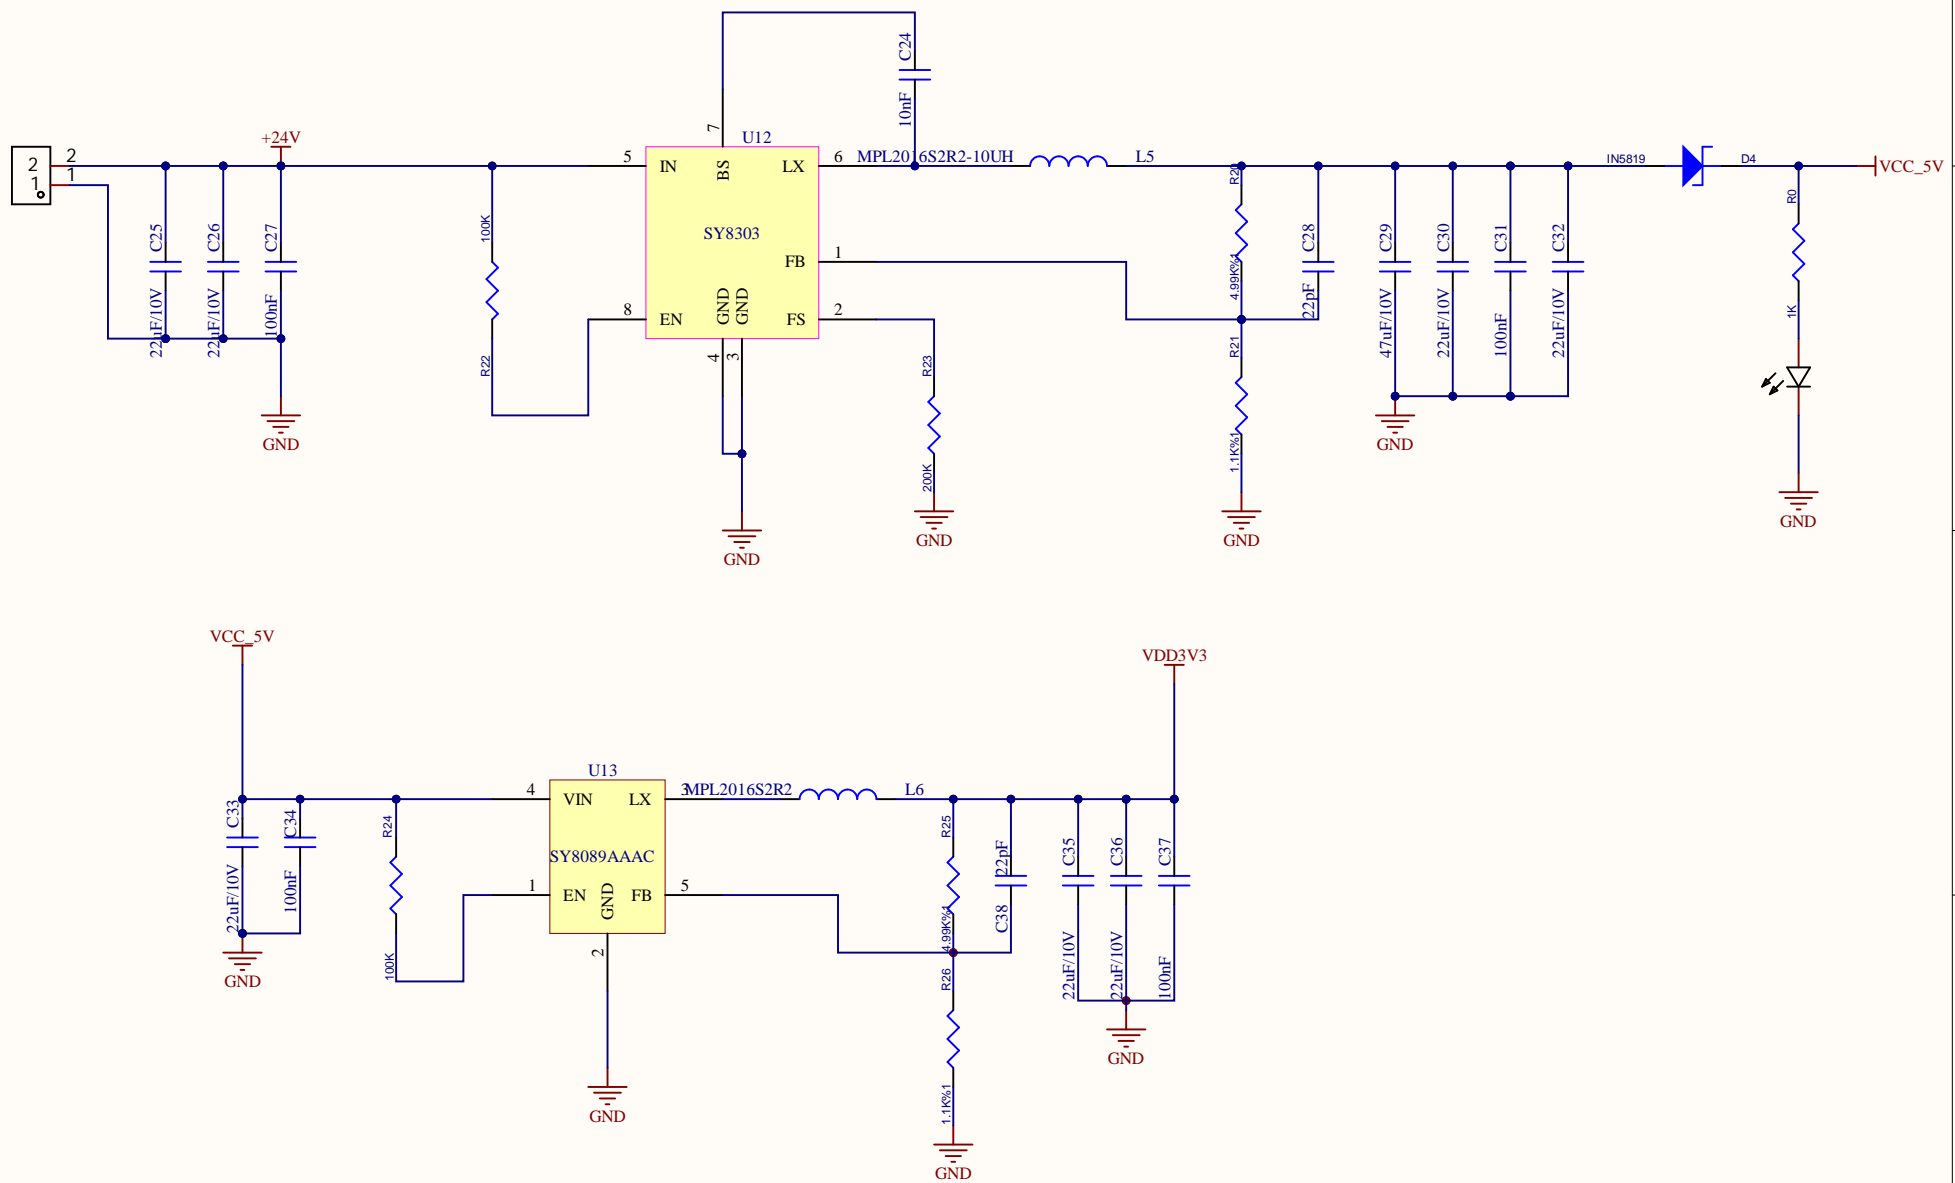 C24
10nF
7
U12
+24V
2
1
2
1
5
IN
BS
LX
6
MPL2016S2R2-10UH
L5
R20
IN5819
D4
VCC_5V
C25
22uF/10V
C26
22uF/10V
C27
100nF
100K
R22
SY8303
FB
1
8
EN
GND
GND
FS
2
4
3
R23
200K
4.99K%1
C28
22pF
R21
1.1K%1
C29
47uF/10V
C30
22uF/10V
C31
100nF
C32
22uF/10V
R0
1K
GND
GND
GND
GND
GND
GND
VCC_5V
VDD3V3
U13
4
VIN
LX
3
MPL2016S2R2
L6
C33
22uF/10V
C34
100nF
R24
100K
SY8089AAAC
1
EN
GND
FB
5
2
R25
4.99K%1
22pF
C38
C35
22uF/10V
C36
22uF/10V
C37
100nF
R26
1.1K%1
GND
GND
GND
GND